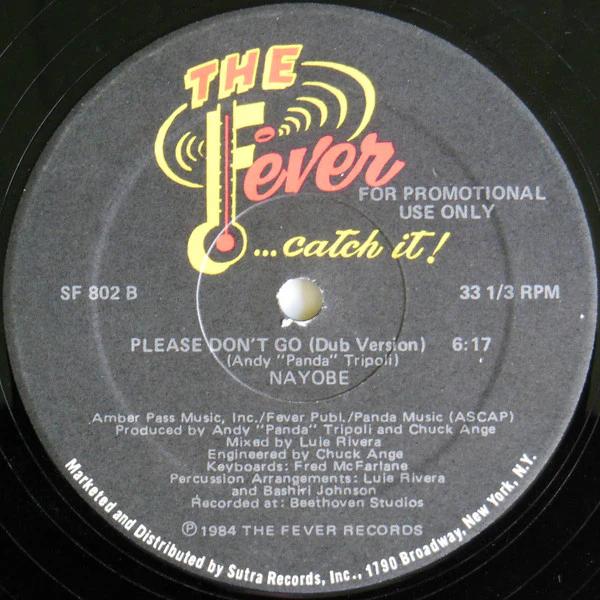 THE
Fever
...catch it!
FOR PROMOTIONAL
USE ONLY
SF 802 B
33 1/3 RPM
PLEASE DON'T GO (Dub Version) 6:17
(Andy "Panda" Tripoli)
NAYOBE
Amber Pass Music, Inc./Fever Publ./Panda Music (ASCAP)
Produced by Andy "Panda" Tripoli and Chuck Ange
Mixed by Luie Rivera
Engineered by Chuck Ange
Keyboards: Fred McFarlane
Percussion Arrangements: Luie Rivera
and Bashiri Johnson
Recorded at: Beethoven Studios
Ⓟ1984 THE FEVER RECORDS
Marketed and Distributed by Sutra Records, Inc., 1790 Broadway, New York, N.Y.